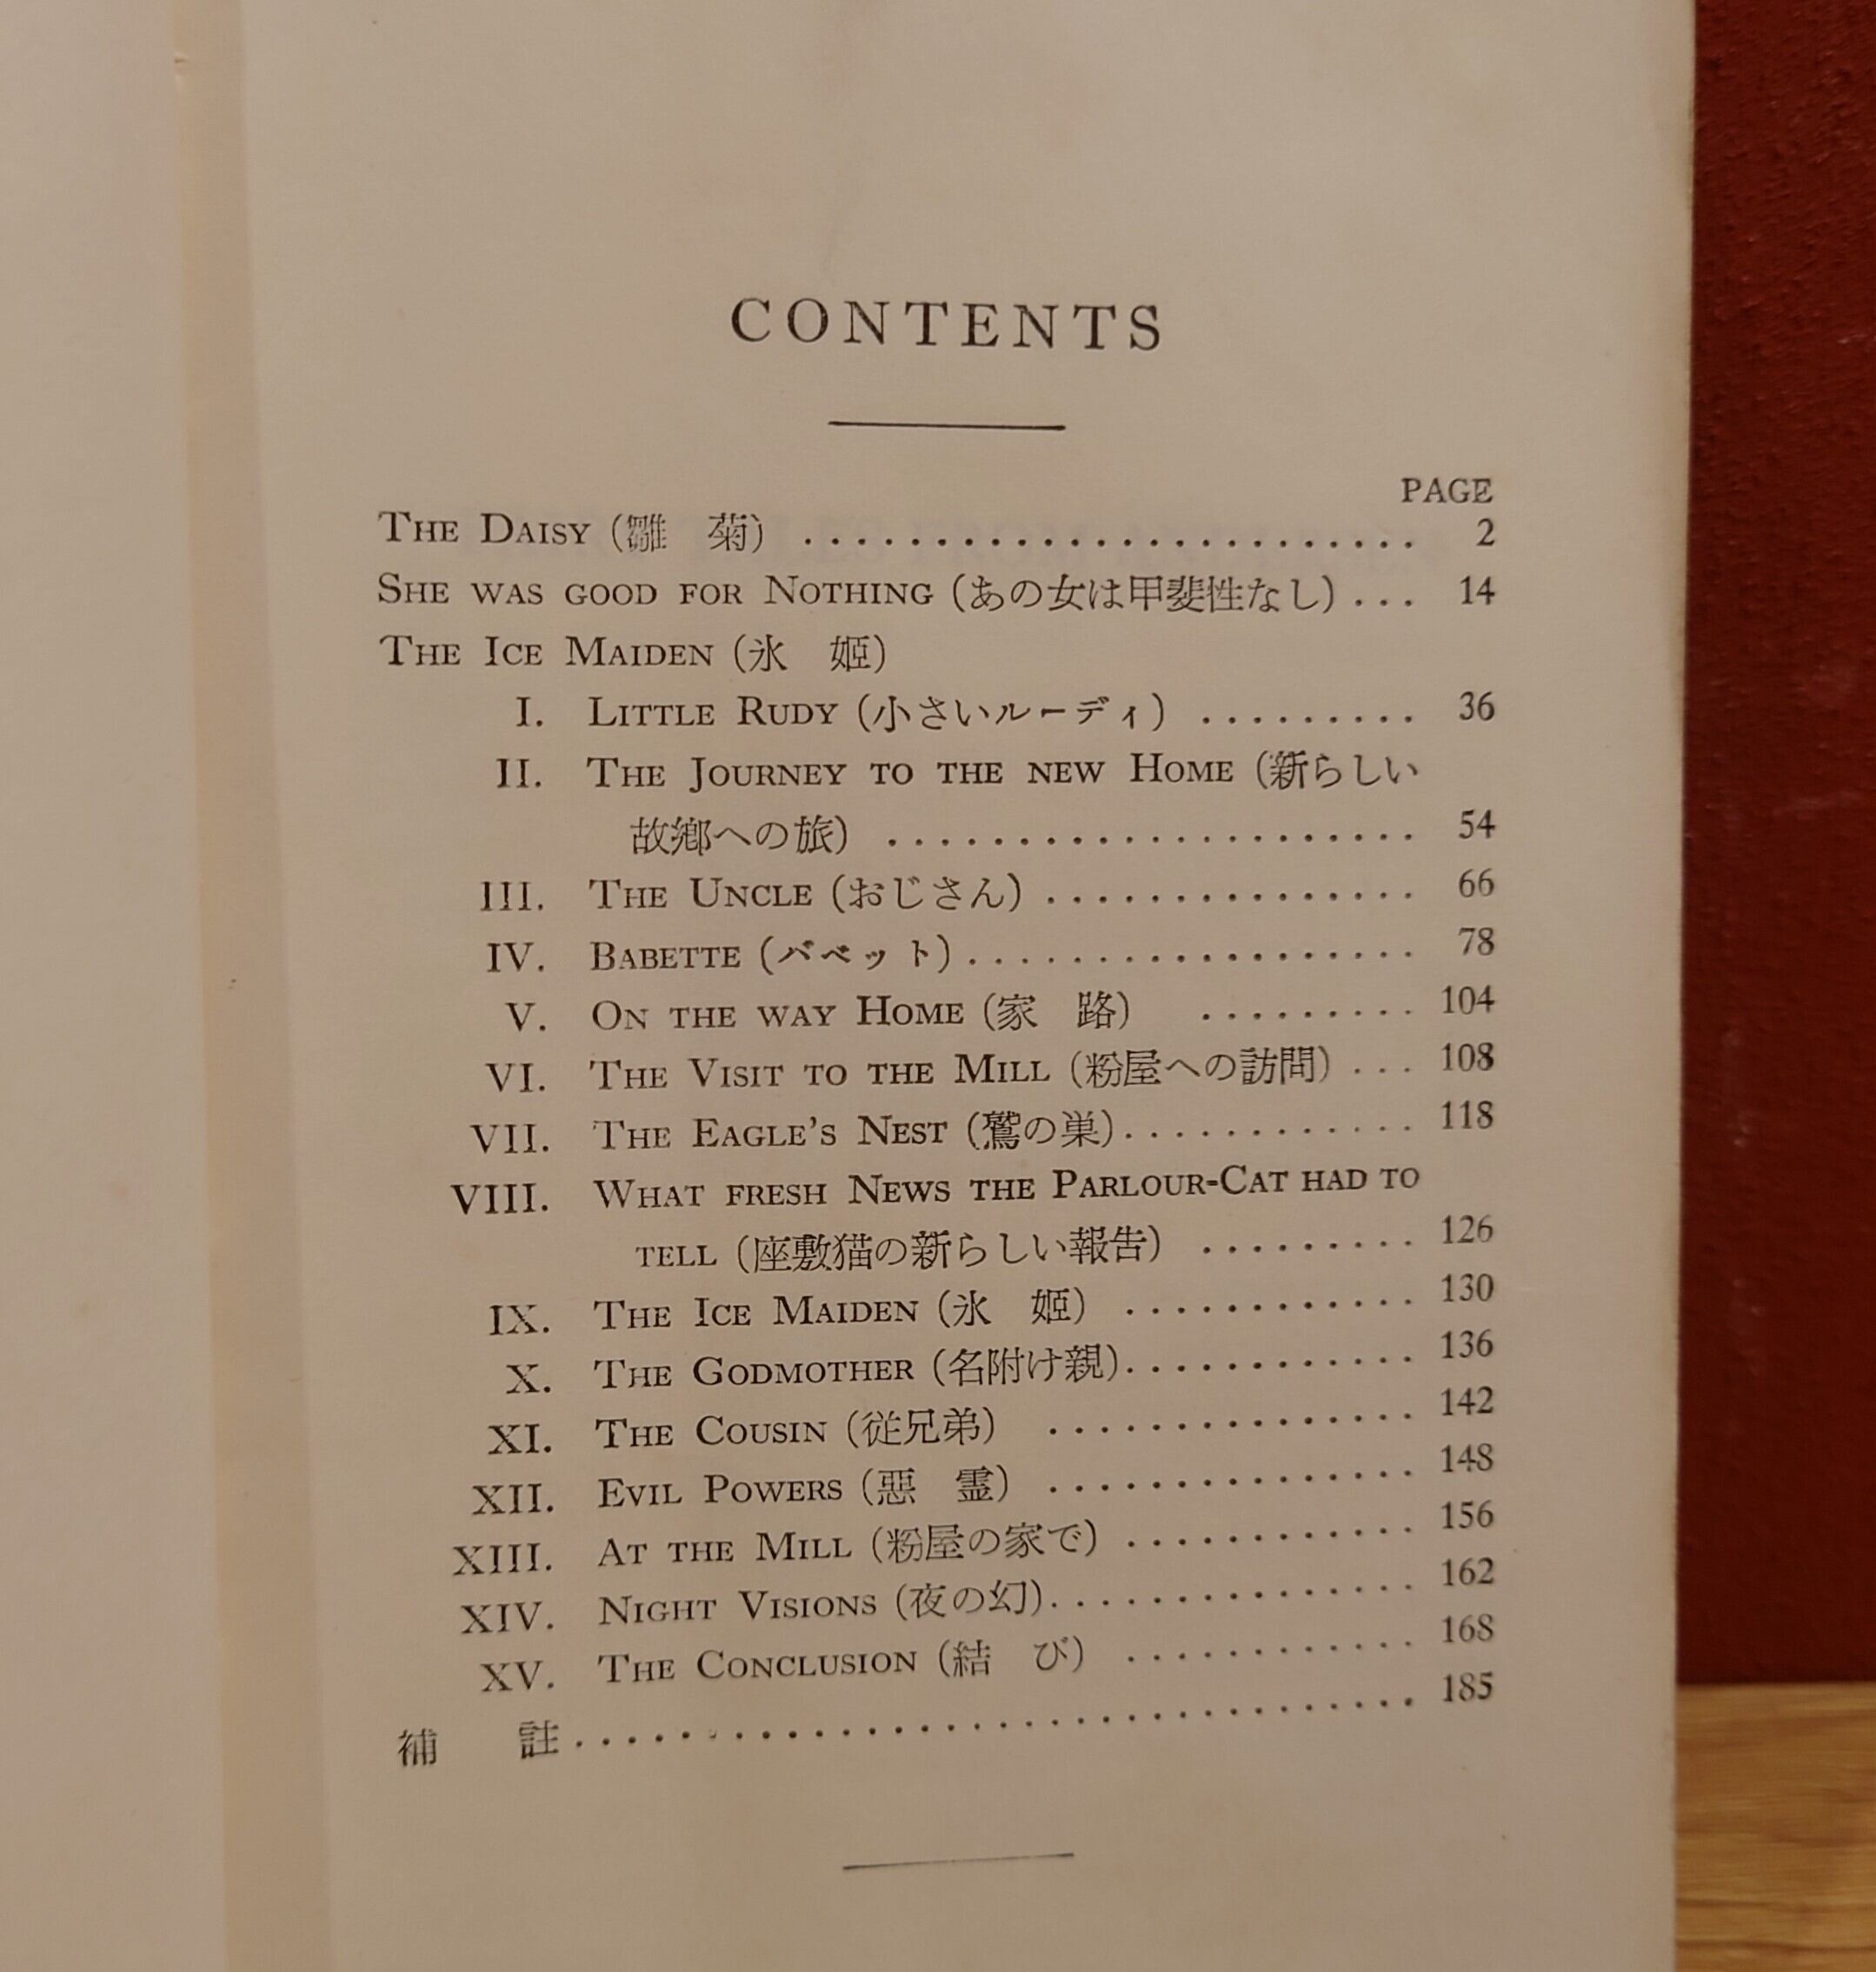 CONTENTS
PAGE
THE DAISY (雛　菊) ........................ 2
SHE WAS GOOD FOR NOTHING (あの女は甲斐性なし) ... 14
THE ICE MAIDEN (氷　姫)
I. LITTLE RUDY (小さいルーディ) ......... 36
II. THE JOURNEY TO THE NEW HOME (新らしい
故郷への旅) ..................... 54
III. THE UNCLE (おじさん) ............... 66
IV. BABETTE (バベット) .................. 78
V. ON THE WAY HOME (家　路) ......... 104
VI. THE VISIT TO THE MILL (粉屋への訪問) ... 108
VII. THE EAGLE'S NEST (鷲の巣) ............ 118
VIII. WHAT FRESH NEWS THE PARLOUR-CAT HAD TO
TELL (座敷猫の新らしい報告) ......... 126
IX. THE ICE MAIDEN (氷　姫) ............ 130
X. THE GODMOTHER (名附け親) ............ 136
XI. THE COUSIN (従兄弟) ............... 142
XII. EVIL POWERS (惡　霊) ............... 148
XIII. AT THE MILL (粉屋の家で) ............ 156
XIV. NIGHT VISIONS (夜の幻) ............... 162
XV. THE CONCLUSION (結　び) ............ 168
補　註 ................................. 185